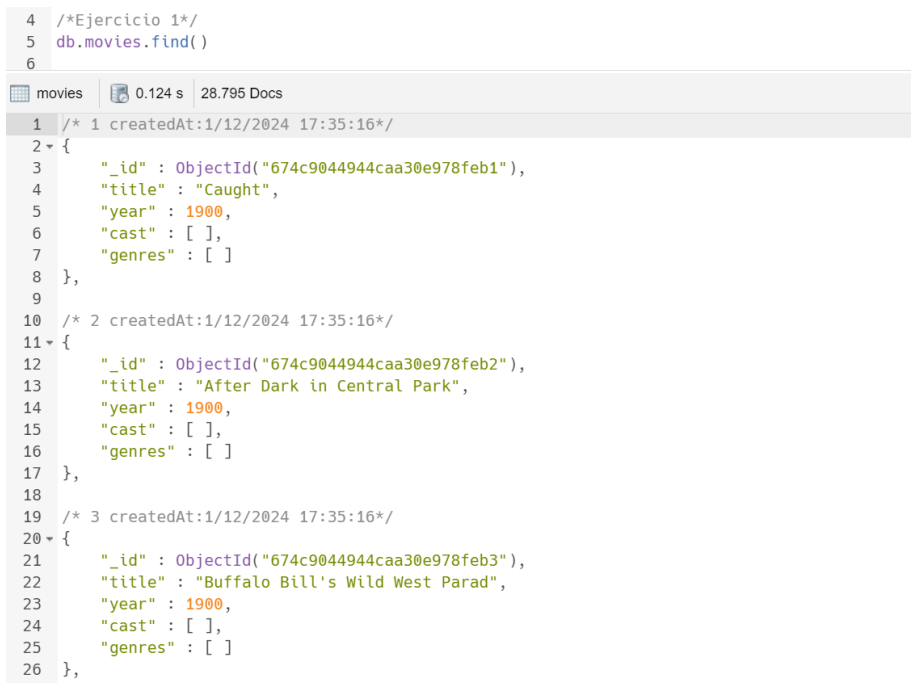 4 /*Ejercicio 1*/
5 db.movies.find()
6
movies 0.124 s 28.795 Docs
1 /* 1 createdAt:1/12/2024 17:35:16*/
2 {
3 "_id" : ObjectId("674c9044944caa30e978feb1"),
4 "title" : "Caught",
5 "year" : 1900,
6 "cast" : [ ],
7 "genres" : [ ]
8 },
9
10 /* 2 createdAt:1/12/2024 17:35:16*/
11 {
12 "_id" : ObjectId("674c9044944caa30e978feb2"),
13 "title" : "After Dark in Central Park",
14 "year" : 1900,
15 "cast" : [ ],
16 "genres" : [ ]
17 },
18
19 /* 3 createdAt:1/12/2024 17:35:16*/
20 {
21 "_id" : ObjectId("674c9044944caa30e978feb3"),
22 "title" : "Buffalo Bill's Wild West Parad",
23 "year" : 1900,
24 "cast" : [ ],
25 "genres" : [ ]
26 },